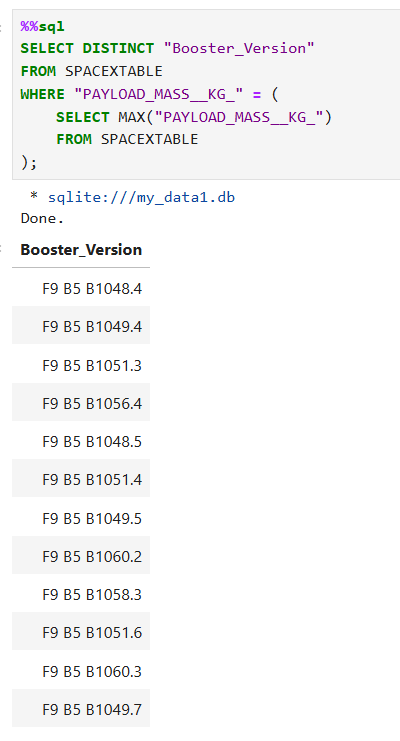 %%sql
SELECT DISTINCT "Booster_Version"
FROM SPACEXTABLE
WHERE "PAYLOAD_MASS__KG_" = (
    SELECT MAX("PAYLOAD_MASS__KG_")
    FROM SPACEXTABLE
);
* sqlite:///my_data1.db
Done.
Booster_Version
F9 B5 B1048.4
F9 B5 B1049.4
F9 B5 B1051.3
F9 B5 B1056.4
F9 B5 B1048.5
F9 B5 B1051.4
F9 B5 B1049.5
F9 B5 B1060.2
F9 B5 B1058.3
F9 B5 B1051.6
F9 B5 B1060.3
F9 B5 B1049.7